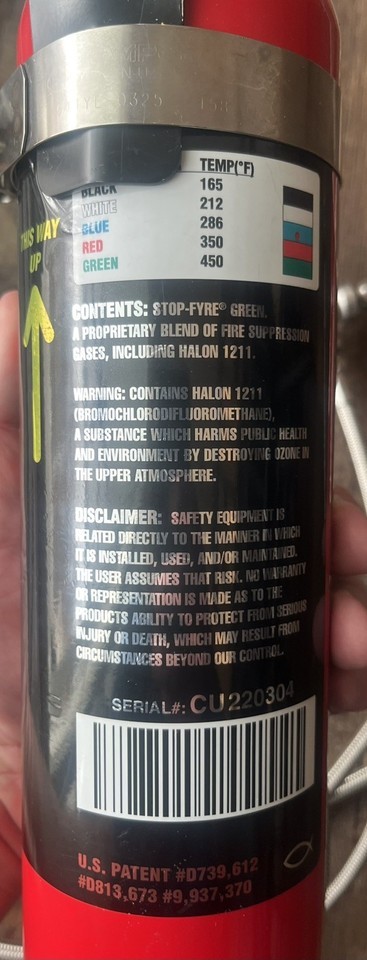 0325
TEMP(°F)
BLACK 165
WHITE 212
BLUE 286
RED 350
GREEN 450
THIS WAY
UP
CONTENTS: STOP-FYRE® GREEN.
A PROPRIETARY BLEND OF FIRE SUPPRESSION
GASES, INCLUDING HALON 1211.
WARNING: CONTAINS HALON 1211
(BROMOCHLORODIFLUOROMETHANE),
A SUBSTANCE WHICH HARMS PUBLIC HEALTH
AND ENVIRONMENT BY DESTROYING OZONE IN
THE UPPER ATMOSPHERE.
DISCLAIMER: SAFETY EQUIPMENT IS
RELATED DIRECTLY TO THE MANNER IN WHICH
IT IS INSTALLED, USED, AND/OR MAINTAINED.
THE USER ASSUMES THAT RISK. NO WARRANTY
OR REPRESENTATION IS MADE AS TO THE
PRODUCTS ABILITY TO PROTECT FROM SERIOUS
INJURY OR DEATH, WHICH MAY RESULT FROM
CIRCUMSTANCES BEYOND OUR CONTROL.
SERIAL#: CU220304
U.S. PATENT #D739,612
#D813,673 #9,937,370